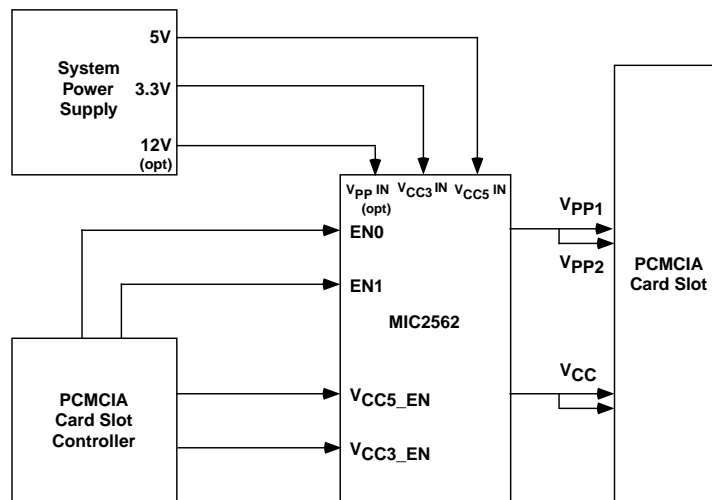 System
Power
Supply
5V
3.3V
12V
(opt)
VPP IN
(opt)
VCC3 IN
VCC5 IN
EN0
EN1
MIC2562
VCC5_EN
VCC3_EN
PCMCIA
Card Slot
Controller
VPP1
VPP2
VCC
PCMCIA
Card Slot